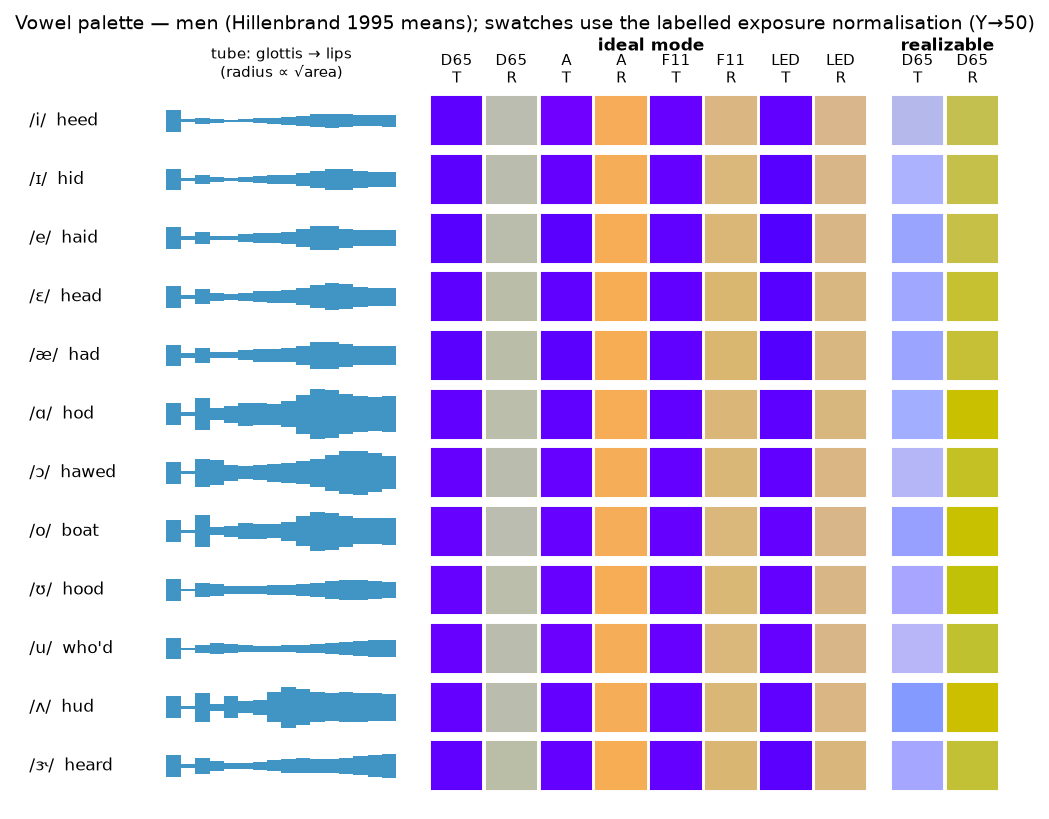 Vowel palette — men (Hillenbrand 1995 means); swatches use the labelled exposure normalisation (Y→50)
tube: glottis → lips
(radius ∝ √area)
ideal mode
realizable
D65 D65 A A F11 F11 LED LED D65 D65
T R T R T R T R T R
/i/ heed
/ɪ/ hid
/e/ haid
/ɛ/ head
/æ/ had
/ɑ/ hod
/ɔ/ hawed
/o/ boat
/ʊ/ hood
/u/ who'd
/ʌ/ hud
/ɝ/ heard